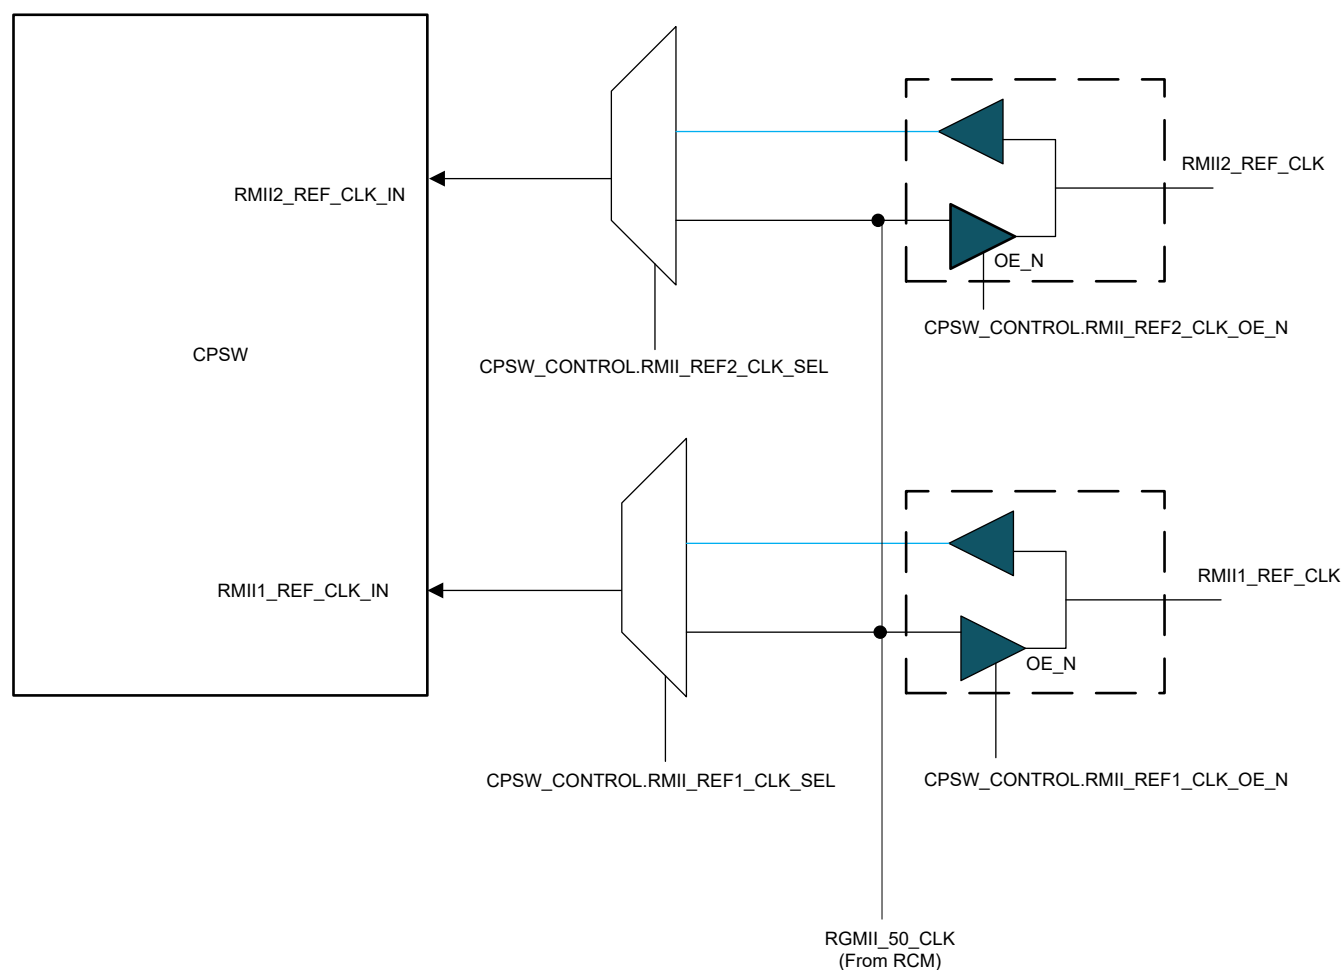 RMII2_REF_CLK
RMII2_REF_CLK_IN
OE_N
CPSW_CONTROL.RMII_REF2_CLK_OE_N
CPSW
CPSW_CONTROL.RMII_REF2_CLK_SEL
RMII1_REF_CLK
RMII1_REF_CLK_IN
OE_N
CPSW_CONTROL.RMII_REF1_CLK_SEL
CPSW_CONTROL.RMII_REF1_CLK_OE_N
RGMII_50_CLK
(From RCM)